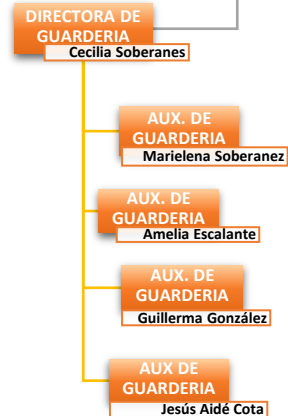 DIRECTORA DE
GUARDERIA
Cecilia Soberanes
AUX. DE
GUARDERIA
Marielena Soberanez
AUX. DE
GUARDERIA
Amelia Escalante
AUX. DE
GUARDERIA
Guillerma González
AUX DE
GUARDERIA
Jesús Aidé Cota